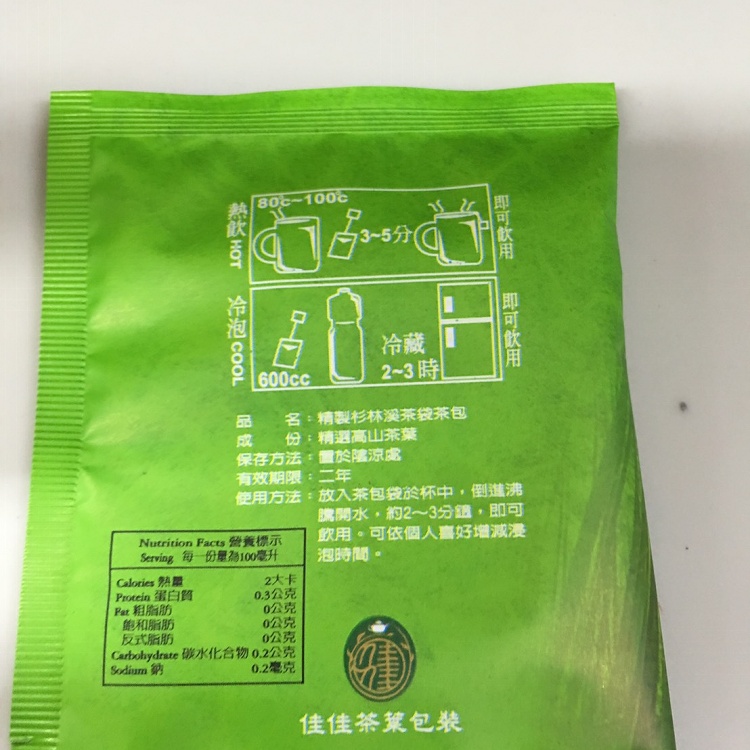 熱飲HOT
80℃~100℃
3~5分
即可飲用
冷泡COOL
600cc
冷藏
2~3時
即可飲用
品　　名：精製杉林溪茶袋茶包
成　　份：精選高山茶葉
保存方法：置於陰涼處
有效期限：二年
使用方法：放入茶包袋於杯中，倒進沸
騰開水，約2～3分鐘，即可
飲用。可依個人喜好增減浸
泡時間。
Nutrition Facts 營養標示
Serving 每一份量為100毫升
Calories 熱量 2大卡
Protein 蛋白質 0.3公克
Fat 粗脂肪 0公克
飽和脂肪 0公克
反式脂肪 0公克
Carbohydrate 碳水化合物 0.2公克
Sodium 鈉 0.2毫克
佳佳茶葉包裝